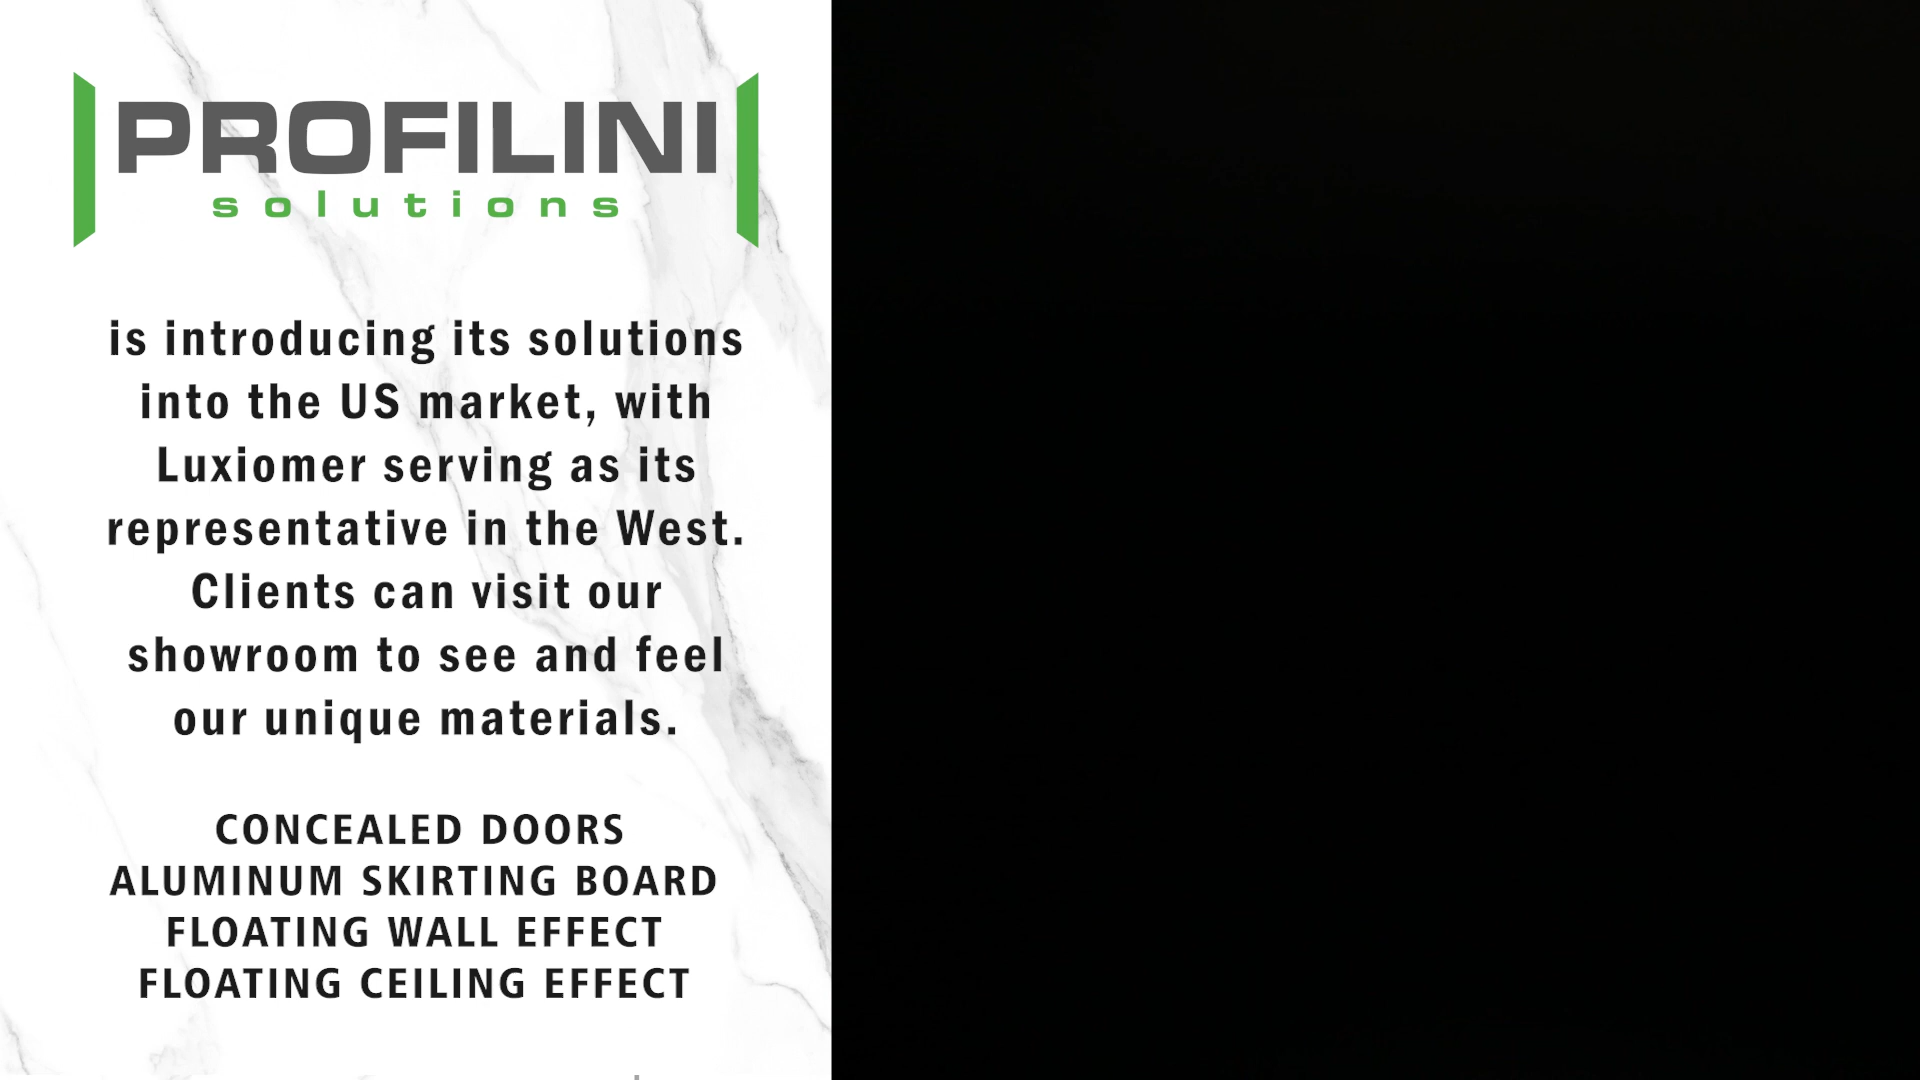 PROFILINI
solutions
is introducing its solutions
into the US market, with
Luxiomer serving as its
representative in the West.
Clients can visit our
showroom to see and feel
our unique materials.
CONCEALED DOORS
ALUMINUM SKIRTING BOARD
FLOATING WALL EFFECT
FLOATING CEILING EFFECT